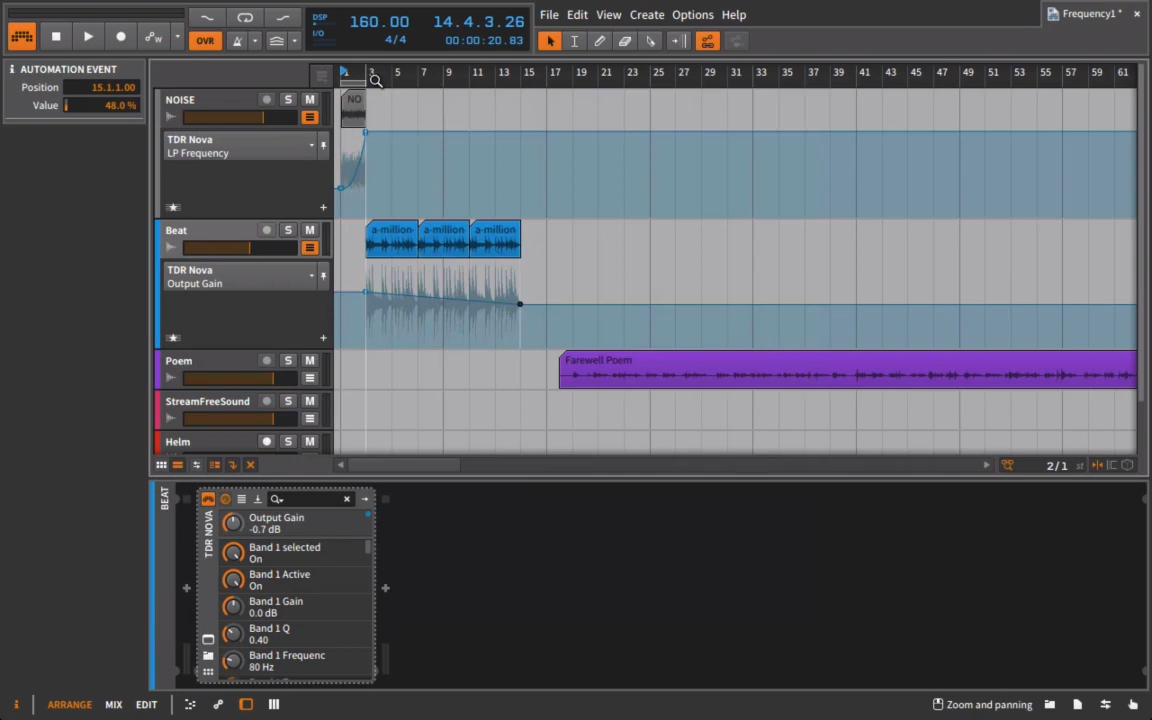 DSP
I/O
160.00
4/4
14.4.3.26
00:00:20.83
File Edit View Create Options Help
Frequency1 *
OVR
w
AUTOMATION EVENT
Position 15.1.1.00
Value 48.0 %
3 5 7 9 11 13 15 17 19 21 23 25 27 29 31 33 35 37 39 41 43 45 47 49 51 53 55 57 59 61
NOISE S M
NO
TDR Nova
LP Frequency
Beat S M
a-million- a-million a-million
TDR Nova
Output Gain
Poem S M
Farewell Poem
StreamFreeSound S M
Helm S M
2/1 st
BEAT
TDR NOVA
Output Gain
-0.7 dB
Band 1 selected
On
Band 1 Active
On
Band 1 Gain
0.0 dB
Band 1 Q
0.40
Band 1 Frequenc
80 Hz
ARRANGE MIX EDIT
Zoom and panning